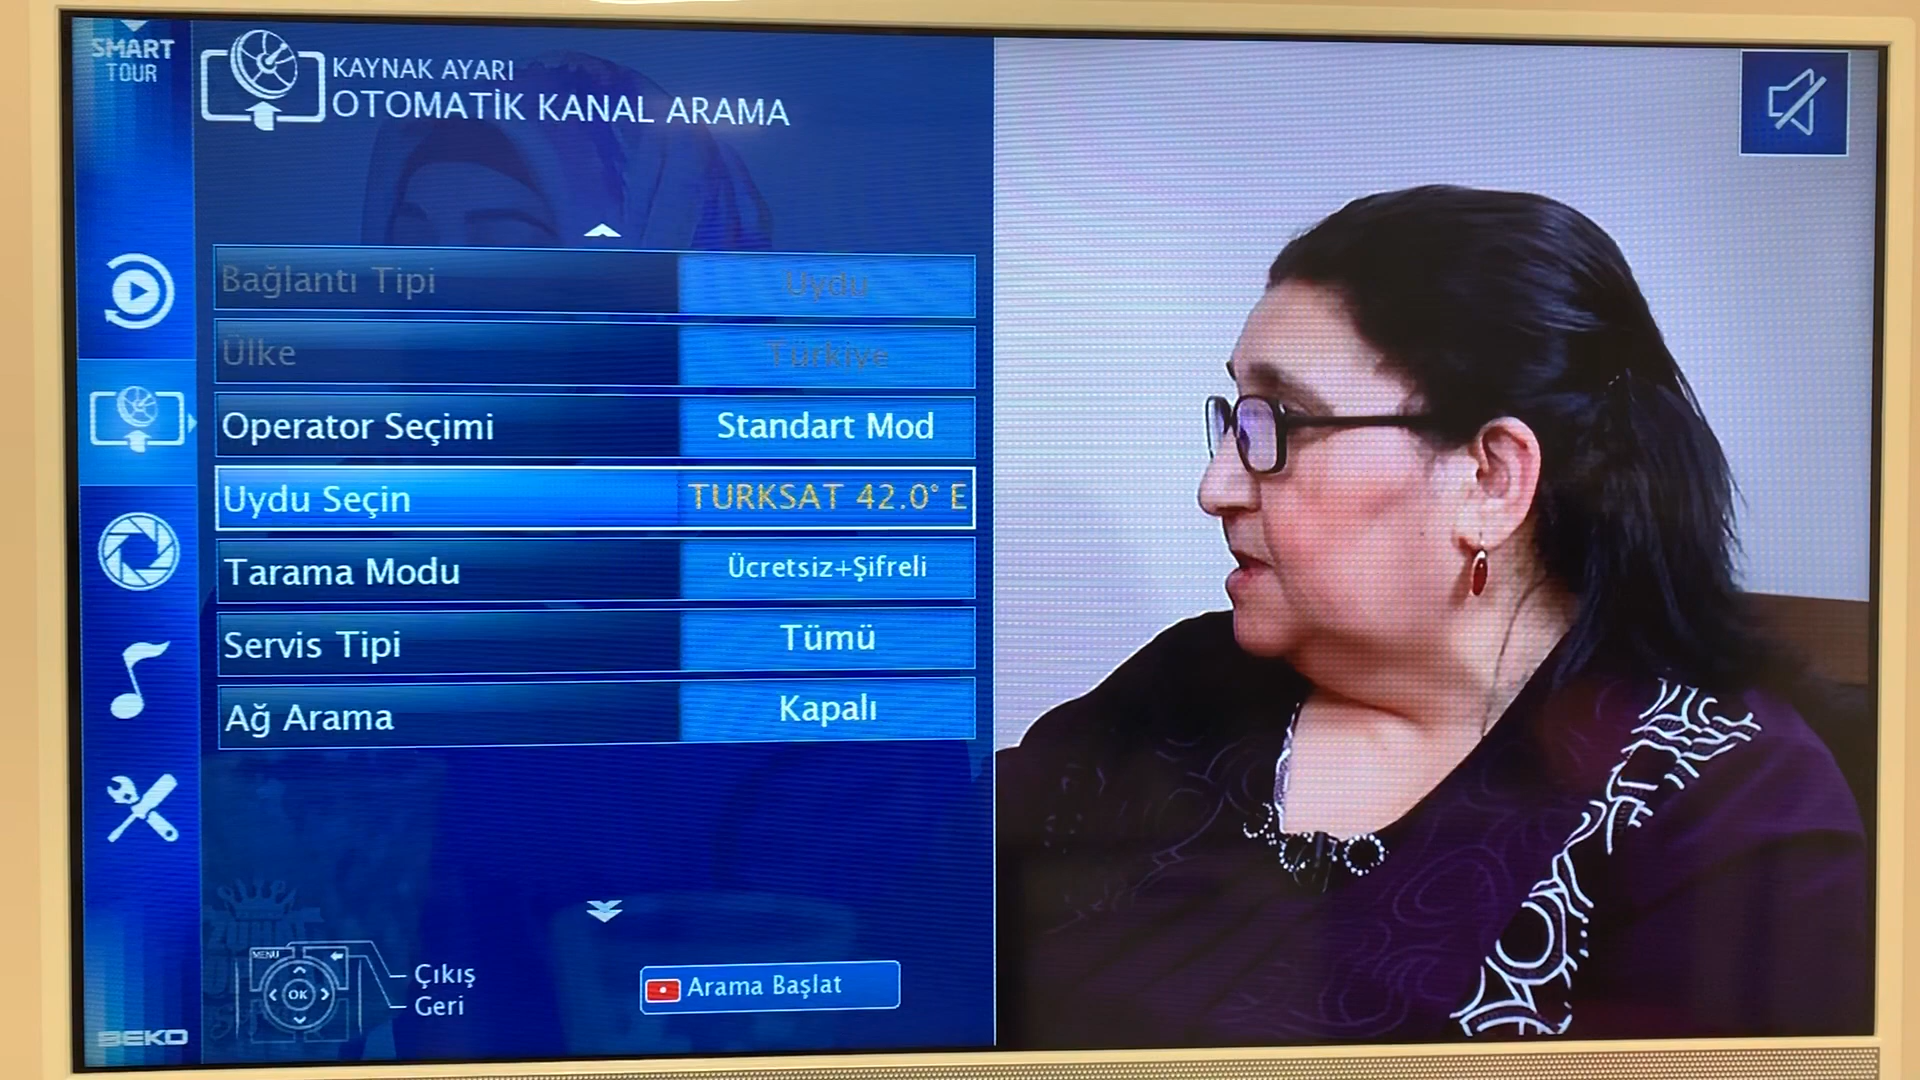 SMART
TOUR
KAYNAK AYARI
OTOMATİK KANAL ARAMA
Bağlantı Tipi Uydu
Ülke Türkiye
Operator Seçimi Standart Mod
Uydu Seçin TURKSAT 42.0° E
Tarama Modu Ücretsiz+Şifreli
Servis Tipi Tümü
Ağ Arama Kapalı
MENU
OK
Çıkış
Geri
Arama Başlat
BEKO